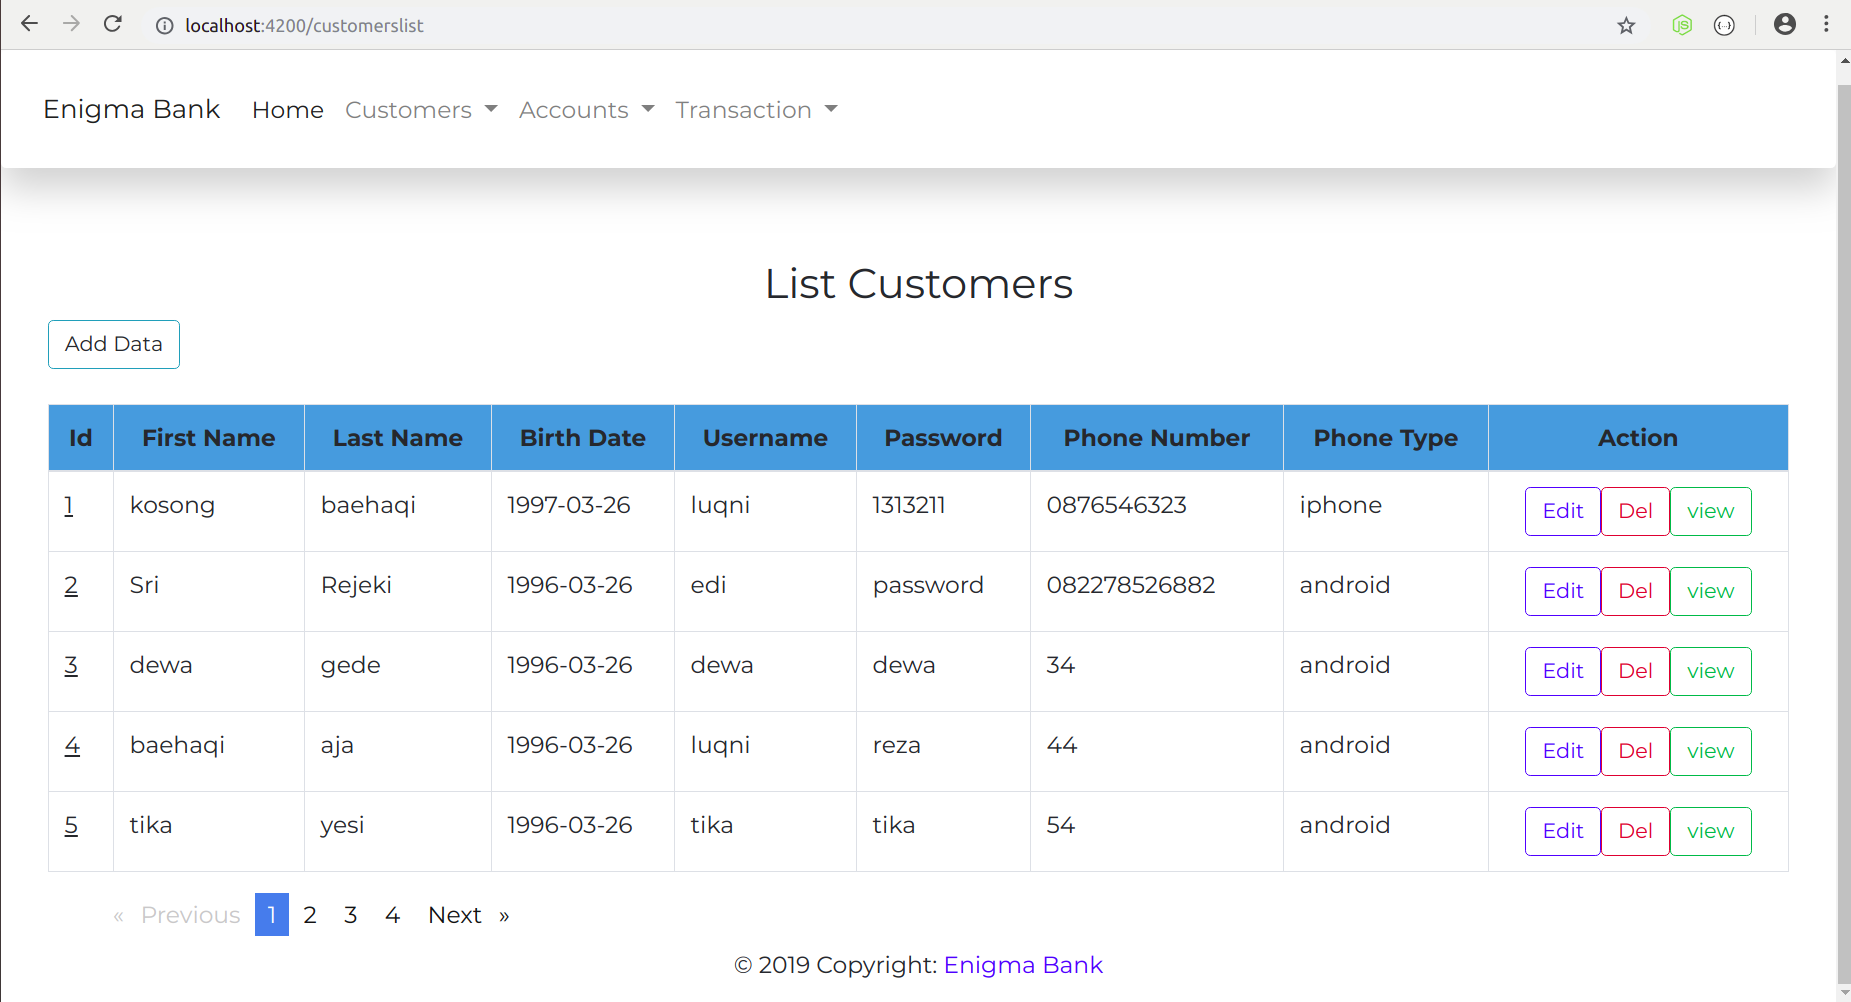 localhost:4200/customerslist
Enigma Bank Home Customers Accounts Transaction
List Customers
Add Data
Id First Name Last Name Birth Date Username Password Phone Number Phone Type Action
1 kosong baehaqi 1997-03-26 luqni 1313211 0876546323 iphone Edit Del view
2 Sri Rejeki 1996-03-26 edi password 082278526882 android Edit Del view
3 dewa gede 1996-03-26 dewa dewa 34 android Edit Del view
4 baehaqi aja 1996-03-26 luqni reza 44 android Edit Del view
5 tika yesi 1996-03-26 tika tika 54 android Edit Del view
« Previous 1 2 3 4 Next »
© 2019 Copyright: Enigma Bank